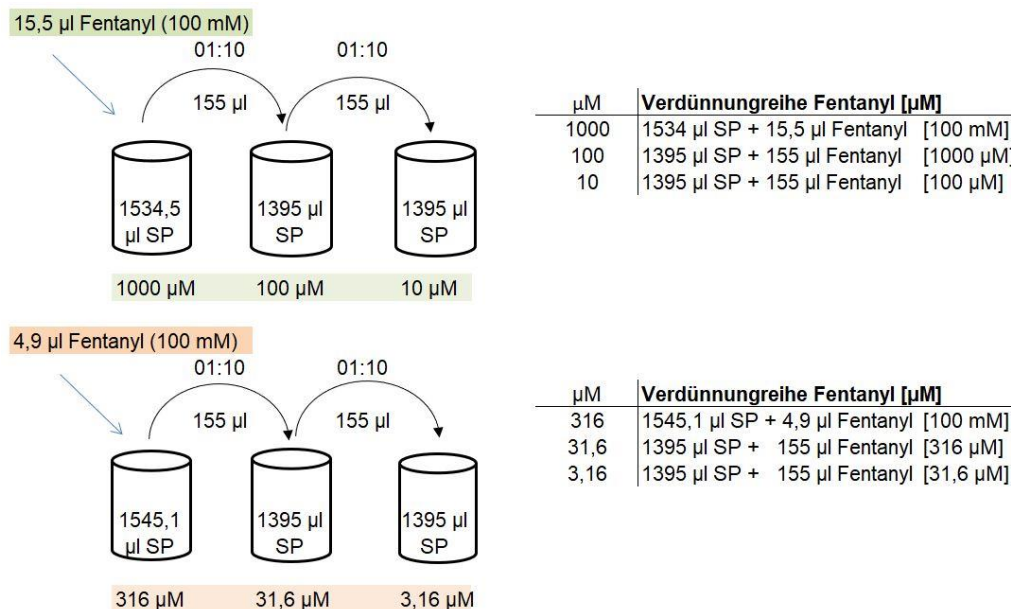 15,5 µl Fentanyl (100 mM)
01:10 01:10
155 µl 155 µl
1534,5 µl SP
1395 µl SP
1395 µl SP
1000 µM 100 µM 10 µM
µM Verdünnungreihe Fentanyl [µM]
1000 1534 µl SP + 15,5 µl Fentanyl [100 mM]
100 1395 µl SP + 155 µl Fentanyl [1000 µM]
10 1395 µl SP + 155 µl Fentanyl [100 µM]
4,9 µl Fentanyl (100 mM)
01:10 01:10
155 µl 155 µl
1545,1 µl SP
1395 µl SP
1395 µl SP
316 µM 31,6 µM 3,16 µM
µM Verdünnungreihe Fentanyl [µM]
316 1545,1 µl SP + 4,9 µl Fentanyl [100 mM]
31,6 1395 µl SP + 155 µl Fentanyl [316 µM]
3,16 1395 µl SP + 155 µl Fentanyl [31,6 µM]